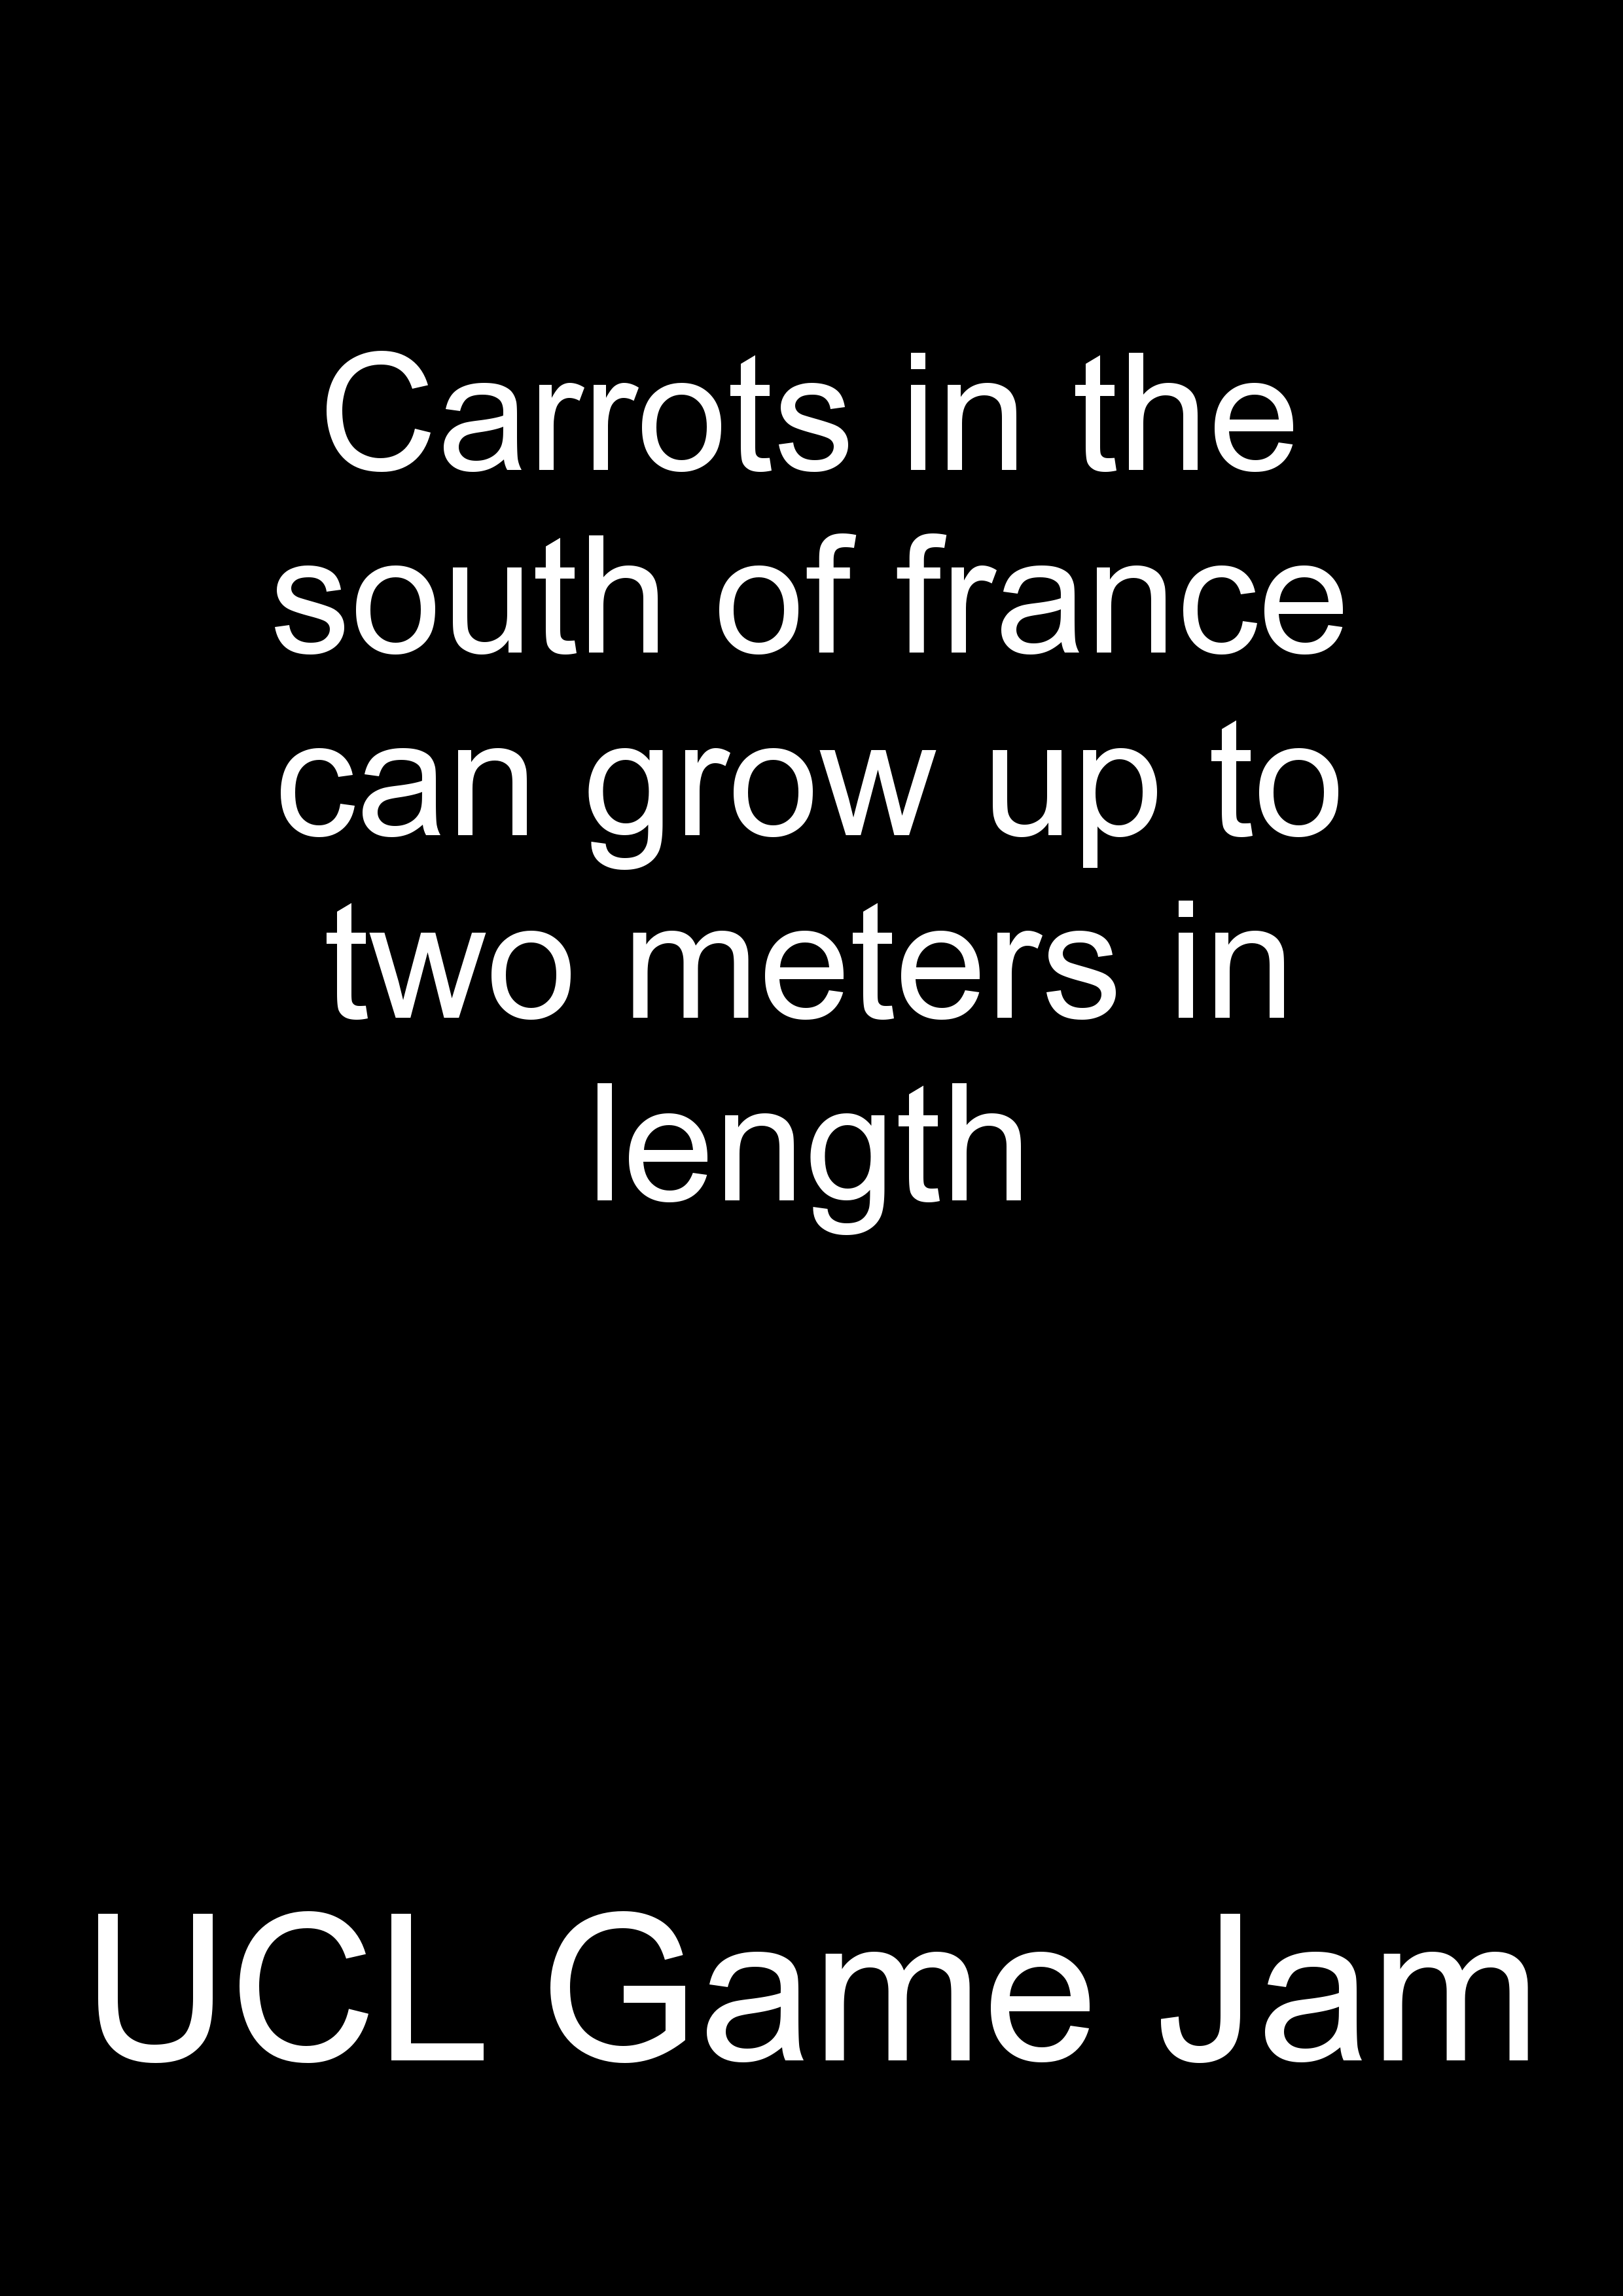 Carrots in the
south of france
can grow up to
two meters in
length
UCL Game Jam